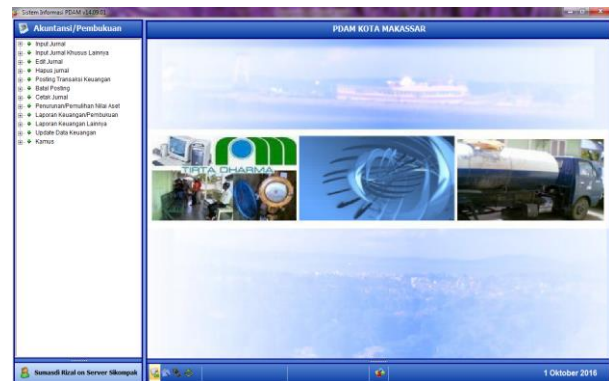 Sistem Informasi PDAM v14.09.01
Akuntansi/Pembukuan
PDAM KOTA MAKASSAR
Input Jurnal
Input Jurnal Khusus Lainnya
Edit Jurnal
Hapus jurnal
Posting Transaksi Keuangan
Batal Posting
Cetak Jurnal
Penurunan/Pemulihan Nilai Aset
Laporan Keuangan/Pembukuan
Laporan Keuangan Lainnya
Update Data Keuangan
Kamus
TIRTA DHARMA
Sumasdi Rizal on Server Sikompak
1 Oktober 2016